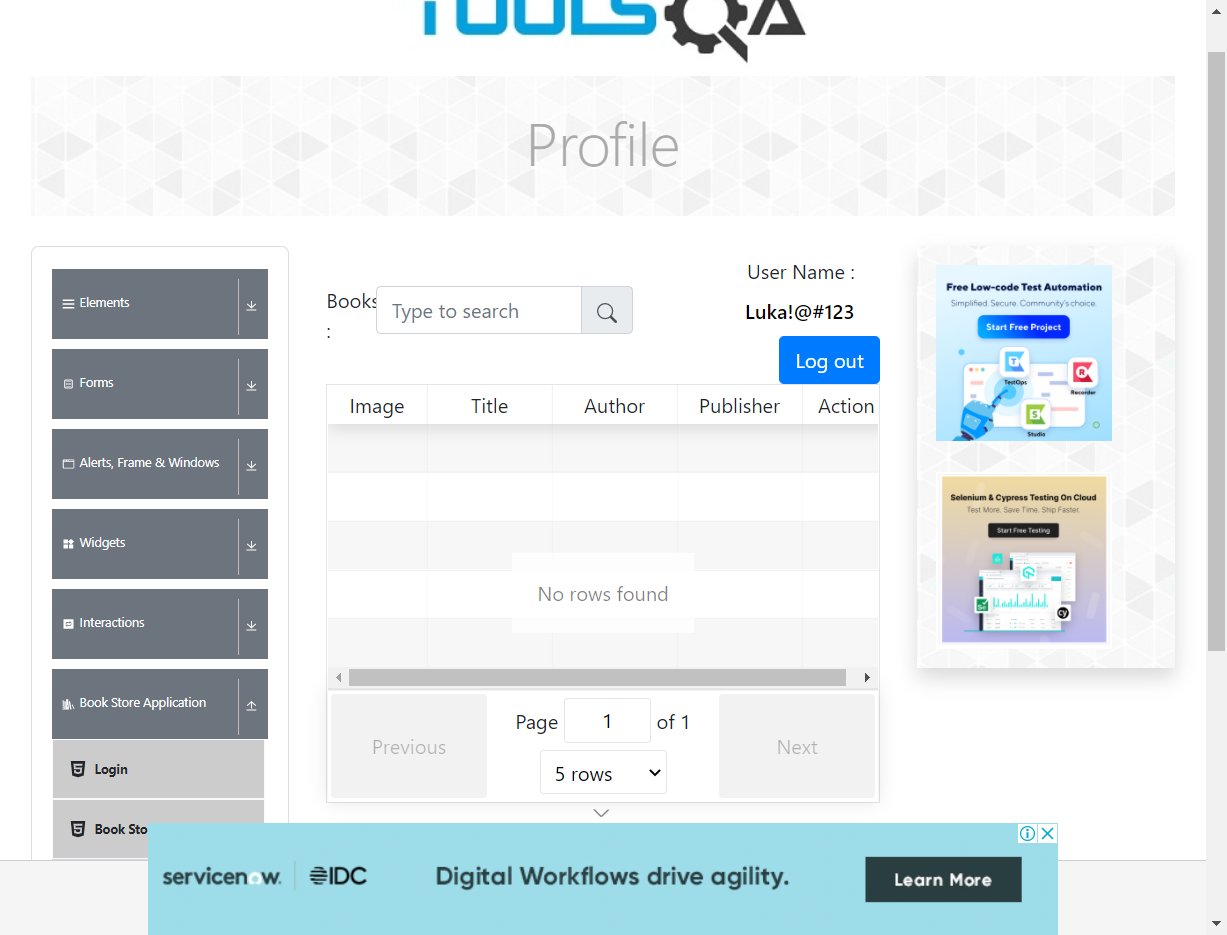 TOOLSQA
Profile
Elements
Forms
Alerts, Frame & Windows
Widgets
Interactions
Book Store Application
Login
Book Sto
Books
:
Type to search
User Name :
Luka!@#123
Log out
Image Title Author Publisher Action
No rows found
Previous
Page 1 of 1
5 rows
Next
Free Low-code Test Automation
Simplified. Secure. Community's choice.
Start Free Project
TestOps
Recorder
Studio
Selenium & Cypress Testing On Cloud
Test More. Save Time. Ship Faster.
Start Free Testing
cy
servicenow. IDC
Digital Workflows drive agility.
Learn More